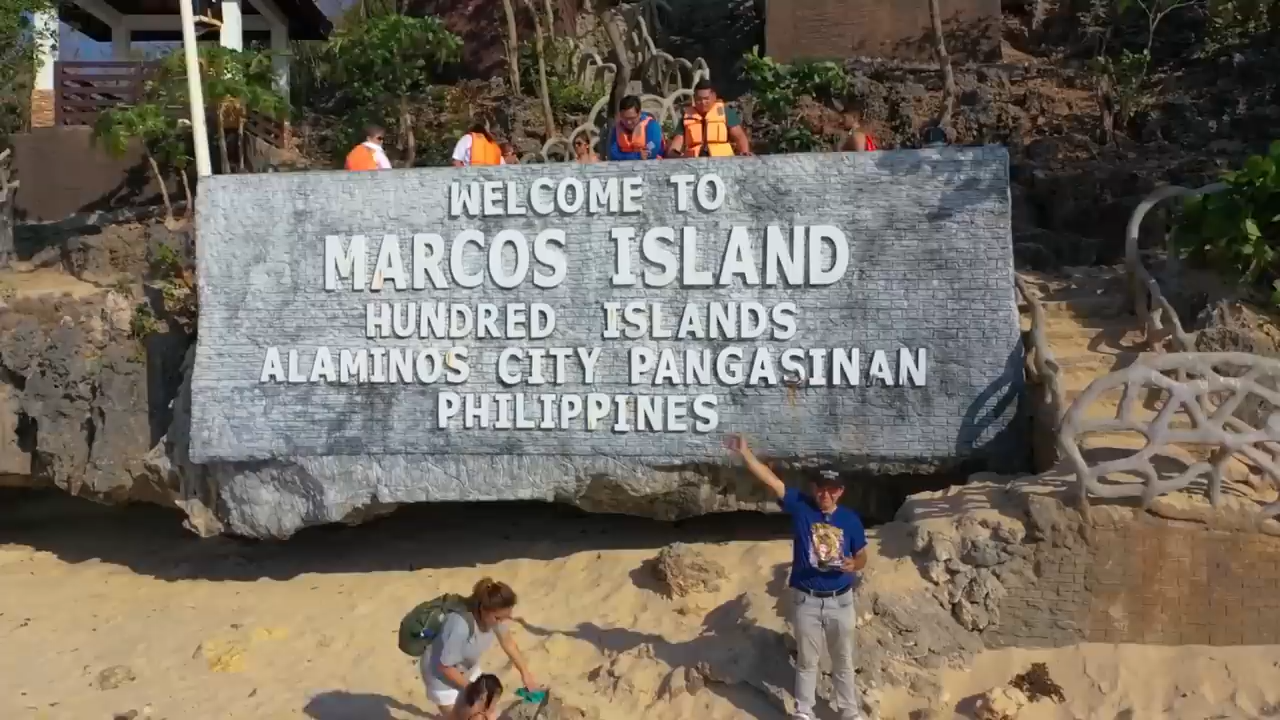 WELCOME TO
MARCOS ISLAND
HUNDRED ISLANDS
ALAMINOS CITY PANGASINAN
PHILIPPINES